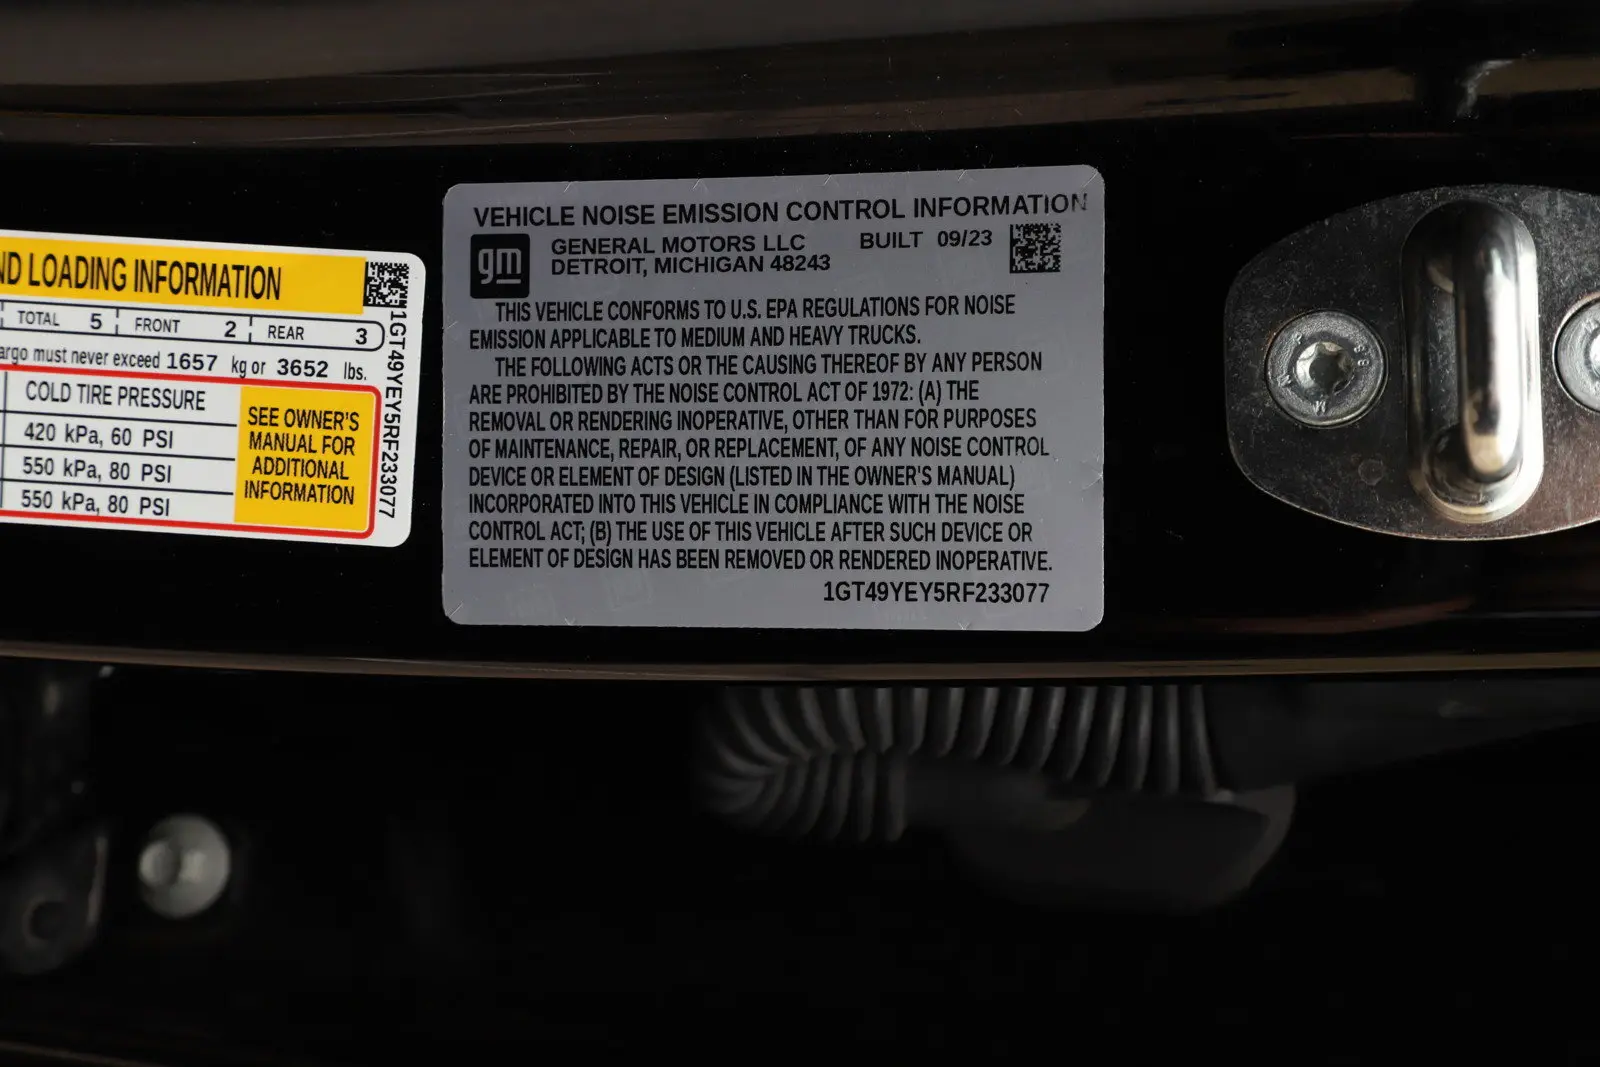 ND LOADING INFORMATION
TOTAL 5 FRONT 2 REAR 3
argo must never exceed 1657 kg or 3652 lbs.
COLD TIRE PRESSURE
420 kPa, 60 PSI
550 kPa, 80 PSI
550 kPa, 80 PSI
SEE OWNER'S
MANUAL FOR
ADDITIONAL
INFORMATION
1GT49YEY5RF233077
VEHICLE NOISE EMISSION CONTROL INFORMATION
gm
GENERAL MOTORS LLC BUILT 09/23
DETROIT, MICHIGAN 48243
THIS VEHICLE CONFORMS TO U.S. EPA REGULATIONS FOR NOISE
EMISSION APPLICABLE TO MEDIUM AND HEAVY TRUCKS.
THE FOLLOWING ACTS OR THE CAUSING THEREOF BY ANY PERSON
ARE PROHIBITED BY THE NOISE CONTROL ACT OF 1972: (A) THE
REMOVAL OR RENDERING INOPERATIVE, OTHER THAN FOR PURPOSES
OF MAINTENANCE, REPAIR, OR REPLACEMENT, OF ANY NOISE CONTROL
DEVICE OR ELEMENT OF DESIGN (LISTED IN THE OWNER'S MANUAL)
INCORPORATED INTO THIS VEHICLE IN COMPLIANCE WITH THE NOISE
CONTROL ACT; (B) THE USE OF THIS VEHICLE AFTER SUCH DEVICE OR
ELEMENT OF DESIGN HAS BEEN REMOVED OR RENDERED INOPERATIVE.
1GT49YEY5RF233077